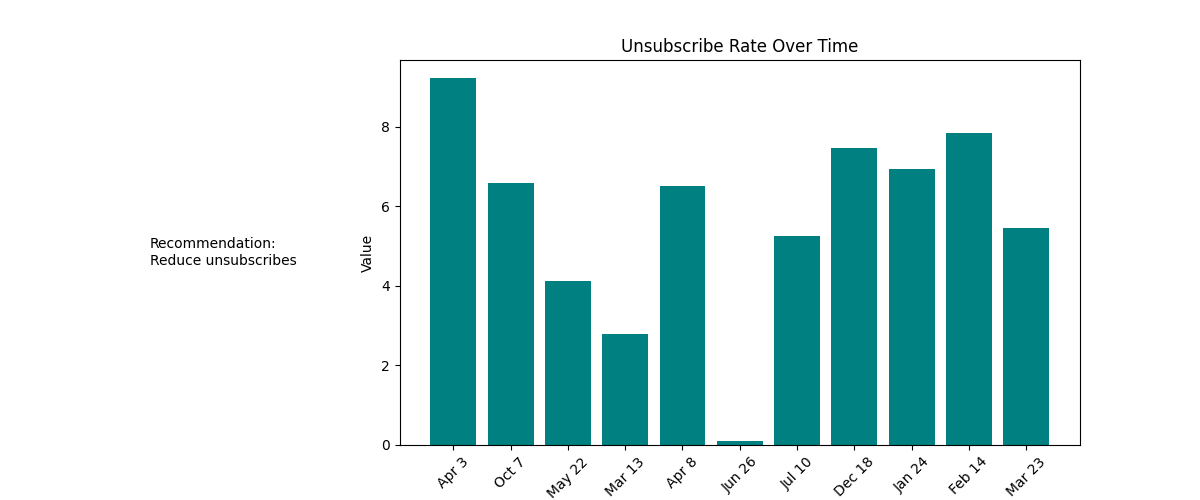 Unsubscribe Rate Over Time
Recommendation:
Reduce unsubscribes
Value
8
6
4
2
0
Apr 3
Oct 7
May 22
Mar 13
Apr 8
Jun 26
Jul 10
Dec 18
Jan 24
Feb 14
Mar 23